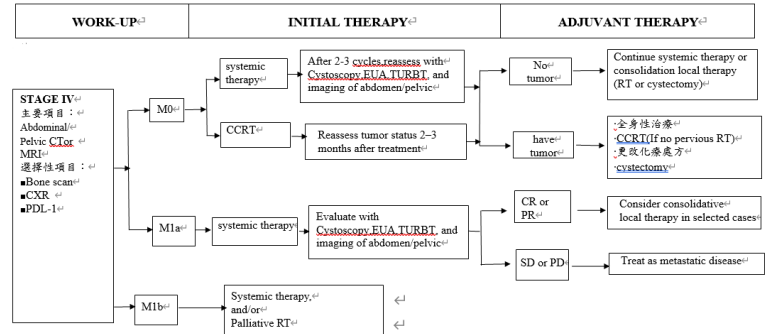 WORK-UP↵
INITIAL THERAPY↵
ADJUVANT THERAPY↵
STAGE IV↵
主要項目：↵
Abdominal/↵
Pelvic CTor ↵
MRI↵
選擇性項目：↵
■Bone scan↵
■CXR ↵
■PDL-1↵
M0↵
systemic
therapy↵
After 2-3 cycles,reassess with↵
Cystoscopy,EUA,TURBT, and
imaging of abdomen/pelvic↵
CCRT↵
Reassess tumor status 2–3
months after treatment↵
No
tumor↵
Continue systemic therapy or
consolidation local therapy
(RT or cystectomy)↵
have
tumor↵
·全身性治療↵
·CCRT(If no pervious RT)↵
·更改化療處方↵
·cystectomy↵
M1a↵
systemic therapy↵
Evaluate with
Cystoscopy,EUA,TURBT, and
imaging of abdomen/pelvic↵
CR or
PR↵
Consider consolidative
local therapy in selected cases↵
SD or PD↵
Treat as metastatic disease↵
M1b↵
Systemic therapy,↵
and/or↵
Palliative RT↵
↵
↵